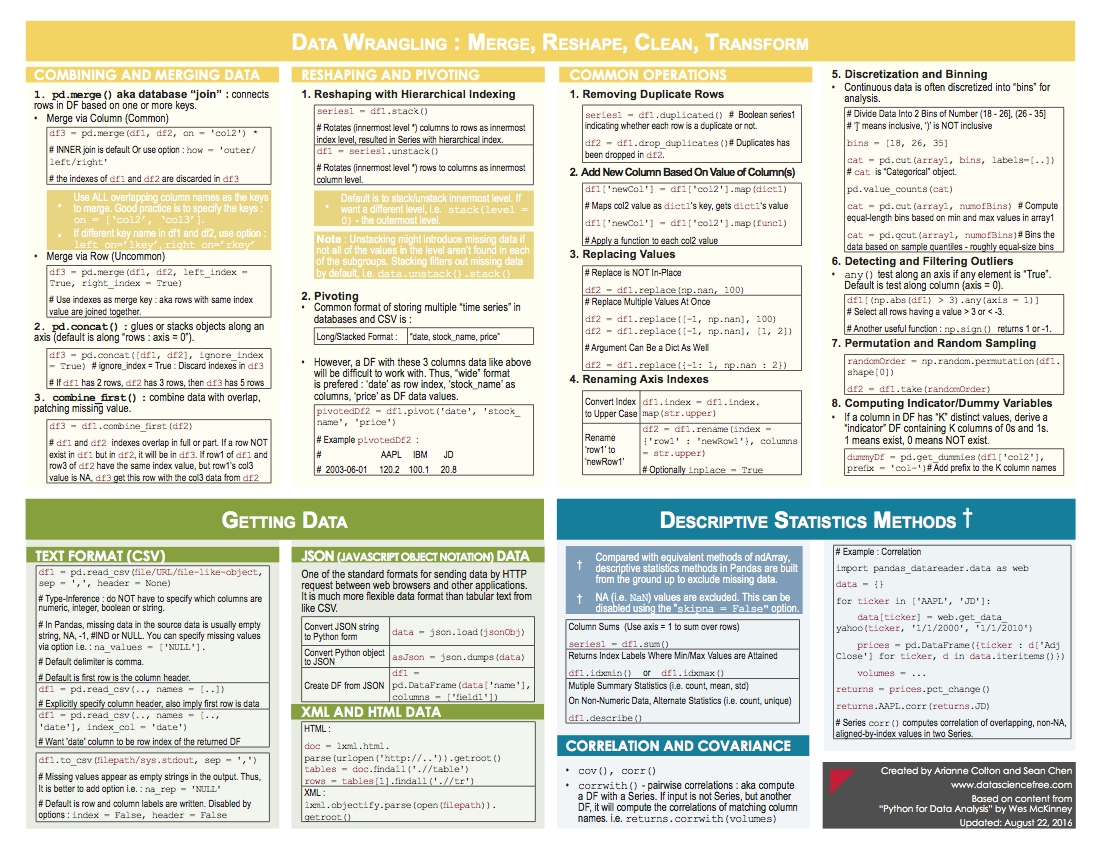 DATA WRANGLING : MERGE, RESHAPE, CLEAN, TRANSFORM
COMBINING AND MERGING DATA
1. pd.merge() aka database “join” : connects
rows in DF based on one or more keys.
• Merge via Column (Common)
df3 = pd.merge(df1, df2, on = 'col2') *
# INNER join is default Or use option : how = 'outer/
left/right'
# the indexes of df1 and df2 are discarded in df3
* Use ALL overlapping column names as the keys
to merge. Good practice is to specify the keys :
on = [‘col2’, ‘col3’].
* If different key name in df1 and df2, use option :
left_on=’lkey’, right_on=’rkey’
• Merge via Row (Uncommon)
df3 = pd.merge(df1, df2, left_index =
True, right_index = True)
# Use indexes as merge key : aka rows with same index
value are joined together.
2. pd.concat() : glues or stacks objects along an
axis (default is along “rows : axis = 0”).
df3 = pd.concat([df1, df2], ignore_index
= True) # ignore_index = True : Discard indexes in df3
# If df1 has 2 rows, df2 has 3 rows, then df3 has 5 rows
3. combine_first() : combine data with overlap,
patching missing value.
df3 = df1.combine_first(df2)
# df1 and df2 indexes overlap in full or part. If a row NOT
exist in df1 but in df2, it will be in df3. If row1 of df1 and
row3 of df2 have the same index value, but row1’s col3
value is NA, df3 get this row with the col3 data from df2
RESHAPING AND PIVOTING
1. Reshaping with Hierarchical Indexing
series1 = df1.stack()
# Rotates (innermost level *) columns to rows as innermost
index level, resulted in Series with hierarchical index.
df1 = series1.unstack()
# Rotates (innermost level *) rows to columns as innermost
column level.
* Default is to stack/unstack innermost level. If
want a different level, i.e. stack(level =
0) - the outermost level.
Note : Unstacking might introduce missing data if
not all of the values in the level aren’t found in each
of the subgroups. Stacking filters out missing data
by default, i.e. data.unstack().stack()
2. Pivoting
• Common format of storing multiple “time series” in
databases and CSV is :
Long/Stacked Format : “date, stock_name, price”
• However, a DF with these 3 columns data like above
will be difficult to work with. Thus, “wide” format
is prefered : ‘date’ as row index, ‘stock_name’ as
columns, ‘price’ as DF data values.
pivotedDf2 = df1.pivot('date', 'stock_
name', 'price')
# Example pivotedDf2 :
# AAPL IBM JD
# 2003-06-01 120.2 100.1 20.8
COMMON OPERATIONS
1. Removing Duplicate Rows
series1 = df1.duplicated() # Boolean series1
indicating whether each row is a duplicate or not.
df2 = df1.drop_duplicates()# Duplicates has
been dropped in df2.
2. Add New Column Based On Value of Column(s)
df1['newCol'] = df1['col2'].map(dict1)
# Maps col2 value as dict1’s key, gets dict1’s value
df1['newCol'] = df1['col2'].map(func1)
# Apply a function to each col2 value
3. Replacing Values
# Replace is NOT In-Place
df2 = df1.replace(np.nan, 100)
# Replace Multiple Values At Once
df2 = df1.replace([-1, np.nan], 100)
df2 = df1.replace([-1, np.nan], [1, 2])
# Argument Can Be a Dict As Well
df2 = df1.replace({-1: 1, np.nan : 2})
4. Renaming Axis Indexes
Convert Index
to Upper Case
df1.index = df1.index.
map(str.upper)
Rename
‘row1’ to
‘newRow1’
df2 = df1.rename(index =
{'row1' : 'newRow1'}, columns
= str.upper)
# Optionally inplace = True
5. Discretization and Binning
• Continuous data is often discretized into “bins” for
analysis.
# Divide Data Into 2 Bins of Number (18 - 26], (26 - 35]
# ‘]’ means inclusive, ‘)’ is NOT inclusive
bins = [18, 26, 35]
cat = pd.cut(array1, bins, labels=[..])
# cat is “Categorical” object.
pd.value_counts(cat)
cat = pd.cut(array1, numofBins) # Compute
equal-length bins based on min and max values in array1
cat = pd.qcut(array1, numofBins)# Bins the
data based on sample quantiles - roughly equal-size bins
6. Detecting and Filtering Outliers
• any() test along an axis if any element is “True”.
Default is test along column (axis = 0).
df1[(np.abs(df1) > 3).any(axis = 1)]
# Select all rows having a value > 3 or < -3.
# Another useful function : np.sign() returns 1 or -1.
7. Permutation and Random Sampling
randomOrder = np.random.permutation(df1.
shape[0])
df2 = df1.take(randomOrder)
8. Computing Indicator/Dummy Variables
• If a column in DF has “K” distinct values, derive a
“indicator” DF containing K columns of 0s and 1s.
1 means exist, 0 means NOT exist.
dummyDf = pd.get_dummies(df1['col2'],
prefix = 'col-')# Add prefix to the K column names
GETTING DATA
TEXT FORMAT (CSV)
df1 = pd.read_csv(file/URL/file-like-object,
sep = ',', header = None)
# Type-Inference : do NOT have to specify which columns are
numeric, integer, boolean or string.
# In Pandas, missing data in the source data is usually empty
string, NA, -1, #IND or NULL. You can specify missing values
via option i.e. : na_values = ['NULL'].
# Default delimiter is comma.
# Default is first row is the column header.
df1 = pd.read_csv(.., names = [..])
# Explicitly specify column header, also imply first row is data
df1 = pd.read_csv(.., names = [..,
'date'], index_col = 'date')
# Want ‘date’ column to be row index of the returned DF
df1.to_csv(filepath/sys.stdout, sep = ',')
# Missing values appear as empty strings in the output. Thus,
It is better to add option i.e. : na_rep = 'NULL'
# Default is row and column labels are written. Disabled by
options : index = False, header = False
JSON (JAVASCRIPT OBJECT NOTATION) DATA
One of the standard formats for sending data by HTTP
request between web browsers and other applications.
It is much more flexible data format than tabular text from
like CSV.
Convert JSON string
to Python form
data = json.load(jsonObj)
Convert Python object
to JSON
asJson = json.dumps(data)
Create DF from JSON
df1 =
pd.DataFrame(data['name'],
columns = ['field1'])
XML AND HTML DATA
HTML :
doc = lxml.html.
parse(urlopen('http://..')).getroot()
tables = doc.findall('.//table')
rows = tables[1].findall('.//tr')
XML :
lxml.objectify.parse(open(filepath)).
getroot()
DESCRIPTIVE STATISTICS METHODS †
† Compared with equivalent methods of ndArray,
descriptive statistics methods in Pandas are built
from the ground up to exclude missing data.
† NA (i.e. NaN) values are excluded. This can be
disabled using the "skipna = False" option.
Column Sums (Use axis = 1 to sum over rows)
series1 = df1.sum()
Returns Index Labels Where Min/Max Values are Attained
df1.idxmin() or df1.idxmax()
Mutiple Summary Statistics (i.e. count, mean, std)
On Non-Numeric Data, Alternate Statistics (i.e. count, unique)
df1.describe()
CORRELATION AND COVARIANCE
• cov(), corr()
• corrwith() - pairwise correlations : aka compute
a DF with a Series. If input is not Series, but another
DF, it will compute the correlations of matching column
names. i.e. returns.corrwith(volumes)
# Example : Correlation
import pandas_datareader.data as web
data = {}
for ticker in ['AAPL', 'JD']:
data[ticker] = web.get_data_
yahoo(ticker, '1/1/2000', '1/1/2010')
prices = pd.DataFrame({ticker : d['Adj
Close'] for ticker, d in data.iteritems()})
volumes = ...
returns = prices.pct_change()
returns.AAPL.corr(returns.JD)
# Series corr() computes correlation of overlapping, non-NA,
aligned-by-index values in two Series.
Created by Arianne Colton and Sean Chen
www.datasciencefree.com
Based on content from
“Python for Data Analysis” by Wes McKinney
Updated: August 22, 2016